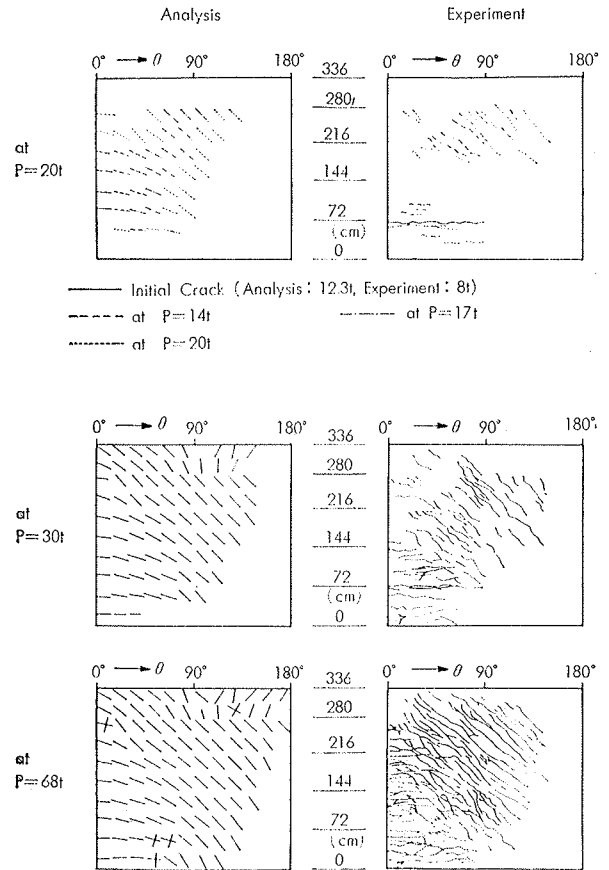 Analysis Experiment
0° → θ 90° 180° 336 0° → θ 90° 180°
280
216
at
P=20t
144
72
(cm)
0
Initial Crack (Analysis: 12.3t, Experiment: 8t)
at P=14t at P=17t
at P=20t
0° → θ 90° 180° 336 0° → θ 90° 180°
280
216
at
P=30t
144
72
(cm)
0
0° → θ 90° 180° 336 0° → θ 90° 180°
280
216
at
P=68t
144
72
(cm)
0